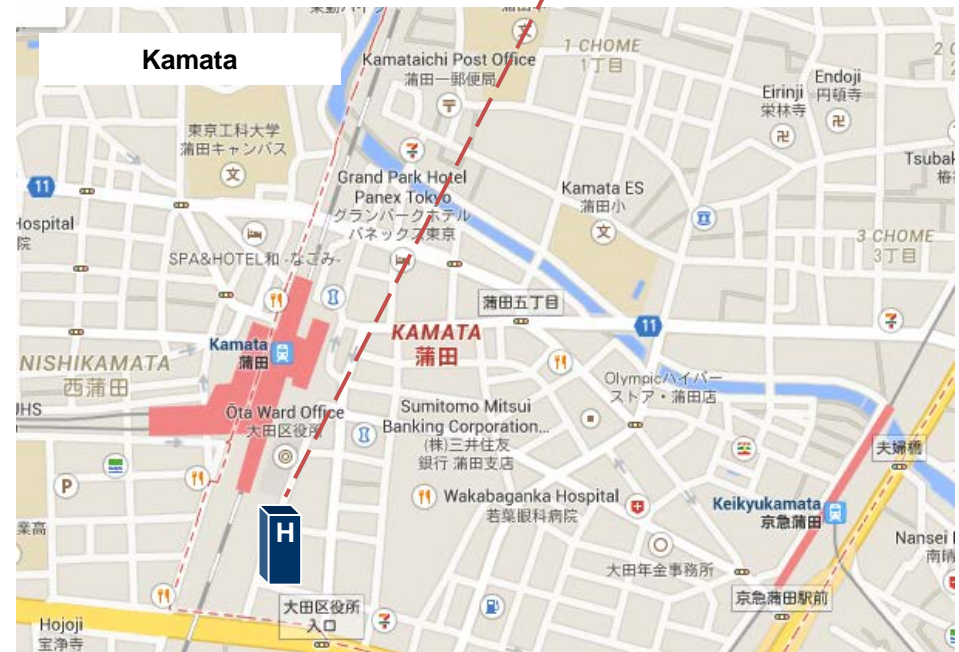 Kamata
1 CHOME
1丁目
Kamataichi Post Office
蒲田一郵便局
Endoji
円頓寺
Eirinji
栄林寺
東京工科大学
蒲田キャンパス
Grand Park Hotel
Panex Tokyo
グランパークホテル
パネックス東京
Kamata ES
蒲田小
11
SPA&HOTEL和 -なごみ-
3 CHOME
3丁目
蒲田五丁目
11
KAMATA
蒲田
Kamata
蒲田
NISHIKAMATA
西蒲田
Olympicハイパー
ストア・蒲田店
Ōta Ward Office
大田区役所
Sumitomo Mitsui
Banking Corporation...
(株)三井住友
銀行 蒲田支店
夫婦橋
P
Wakabaganka Hospital
若葉眼科病院
Keikyukamata
京急蒲田
H
大田年金事務所
京急蒲田駅前
大田区役所
入口
Hojoji
宝浄寺